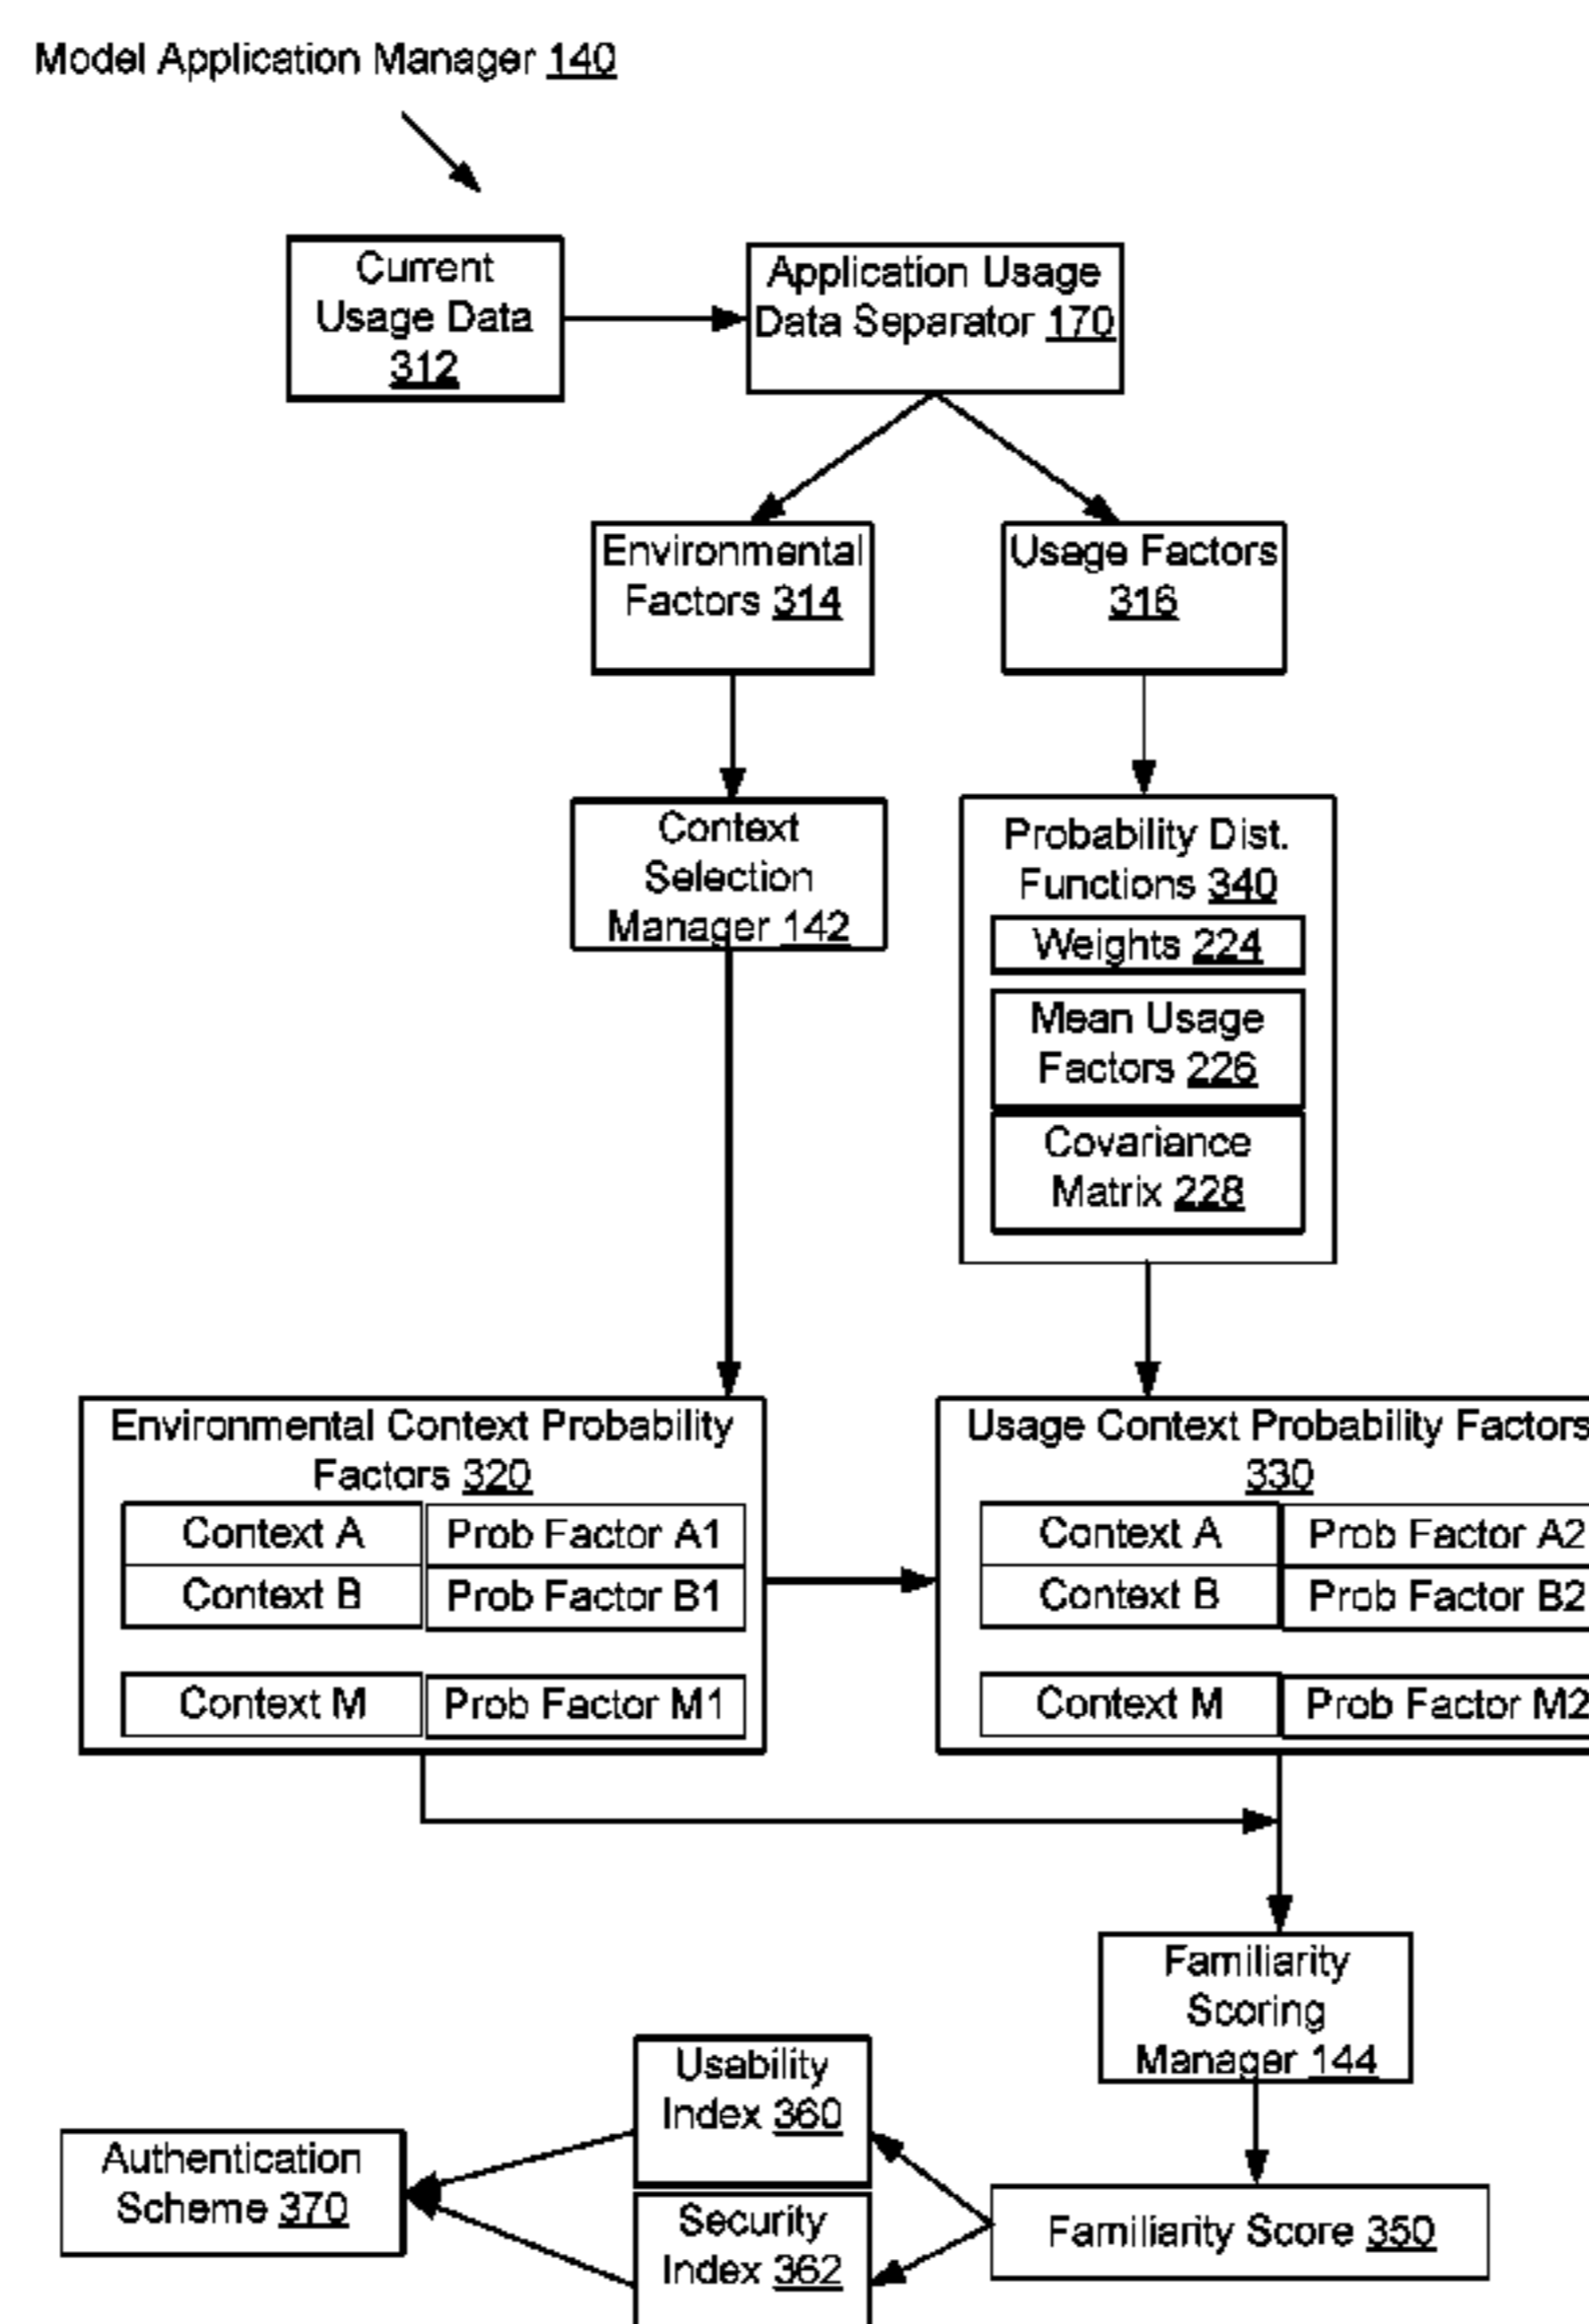 Model Application Manager 140
Current
Usage Data
312
Application Usage
Data Separator 170
Environmental
Factors 314
Usage Factors
316
Context
Selection
Manager 142
Probability Dist.
Functions 340
Weights 224
Mean Usage
Factors 226
Covariance
Matrix 228
Environmental Context Probability
Factors 320
Context A
Prob Factor A1
Context B
Prob Factor B1
Context M
Prob Factor M1
Usage Context Probability Factors
330
Context A
Prob Factor A2
Context B
Prob Factor B2
Context M
Prob Factor M2
Familiarity
Scoring
Manager 144
Usability
Index 360
Authentication
Scheme 370
Security
Index 362
Familiarity Score 350